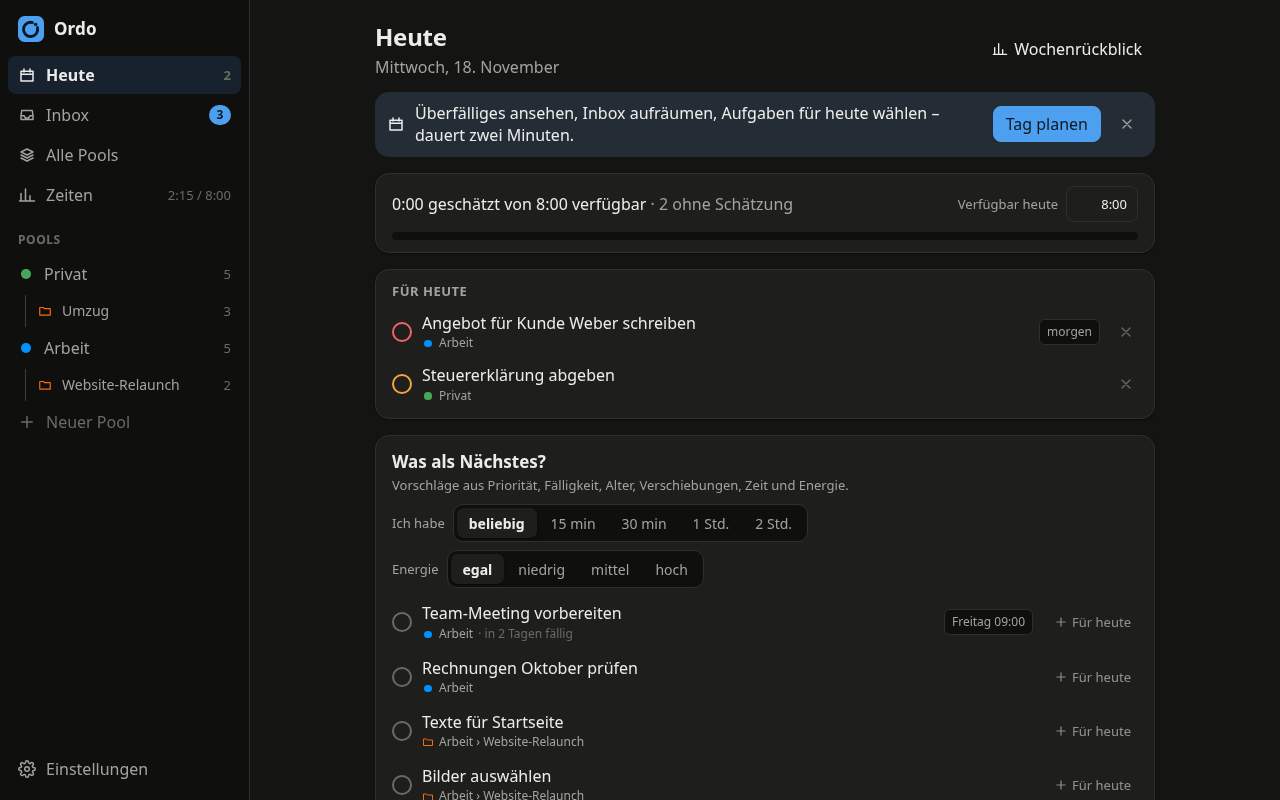 Ordo
Heute 2
Inbox 3
Alle Pools
Zeiten 2:15 / 8:00
POOLS
Privat 5
Umzug 3
Arbeit 5
Website-Relaunch 2
Neuer Pool
Einstellungen
Heute
Mittwoch, 18. November
Wochenrückblick
Überfälliges ansehen, Inbox aufräumen, Aufgaben für heute wählen –
dauert zwei Minuten.
Tag planen
0:00 geschätzt von 8:00 verfügbar · 2 ohne Schätzung
Verfügbar heute 8:00
FÜR HEUTE
Angebot für Kunde Weber schreiben
Arbeit
morgen
Steuererklärung abgeben
Privat
Was als Nächstes?
Vorschläge aus Priorität, Fälligkeit, Alter, Verschiebungen, Zeit und Energie.
Ich habe beliebig 15 min 30 min 1 Std. 2 Std.
Energie egal niedrig mittel hoch
Team-Meeting vorbereiten
Arbeit · in 2 Tagen fällig
Freitag 09:00 Für heute
Rechnungen Oktober prüfen
Arbeit
Für heute
Texte für Startseite
Arbeit › Website-Relaunch
Für heute
Bilder auswählen
Arbeit › Website-Relaunch
Für heute